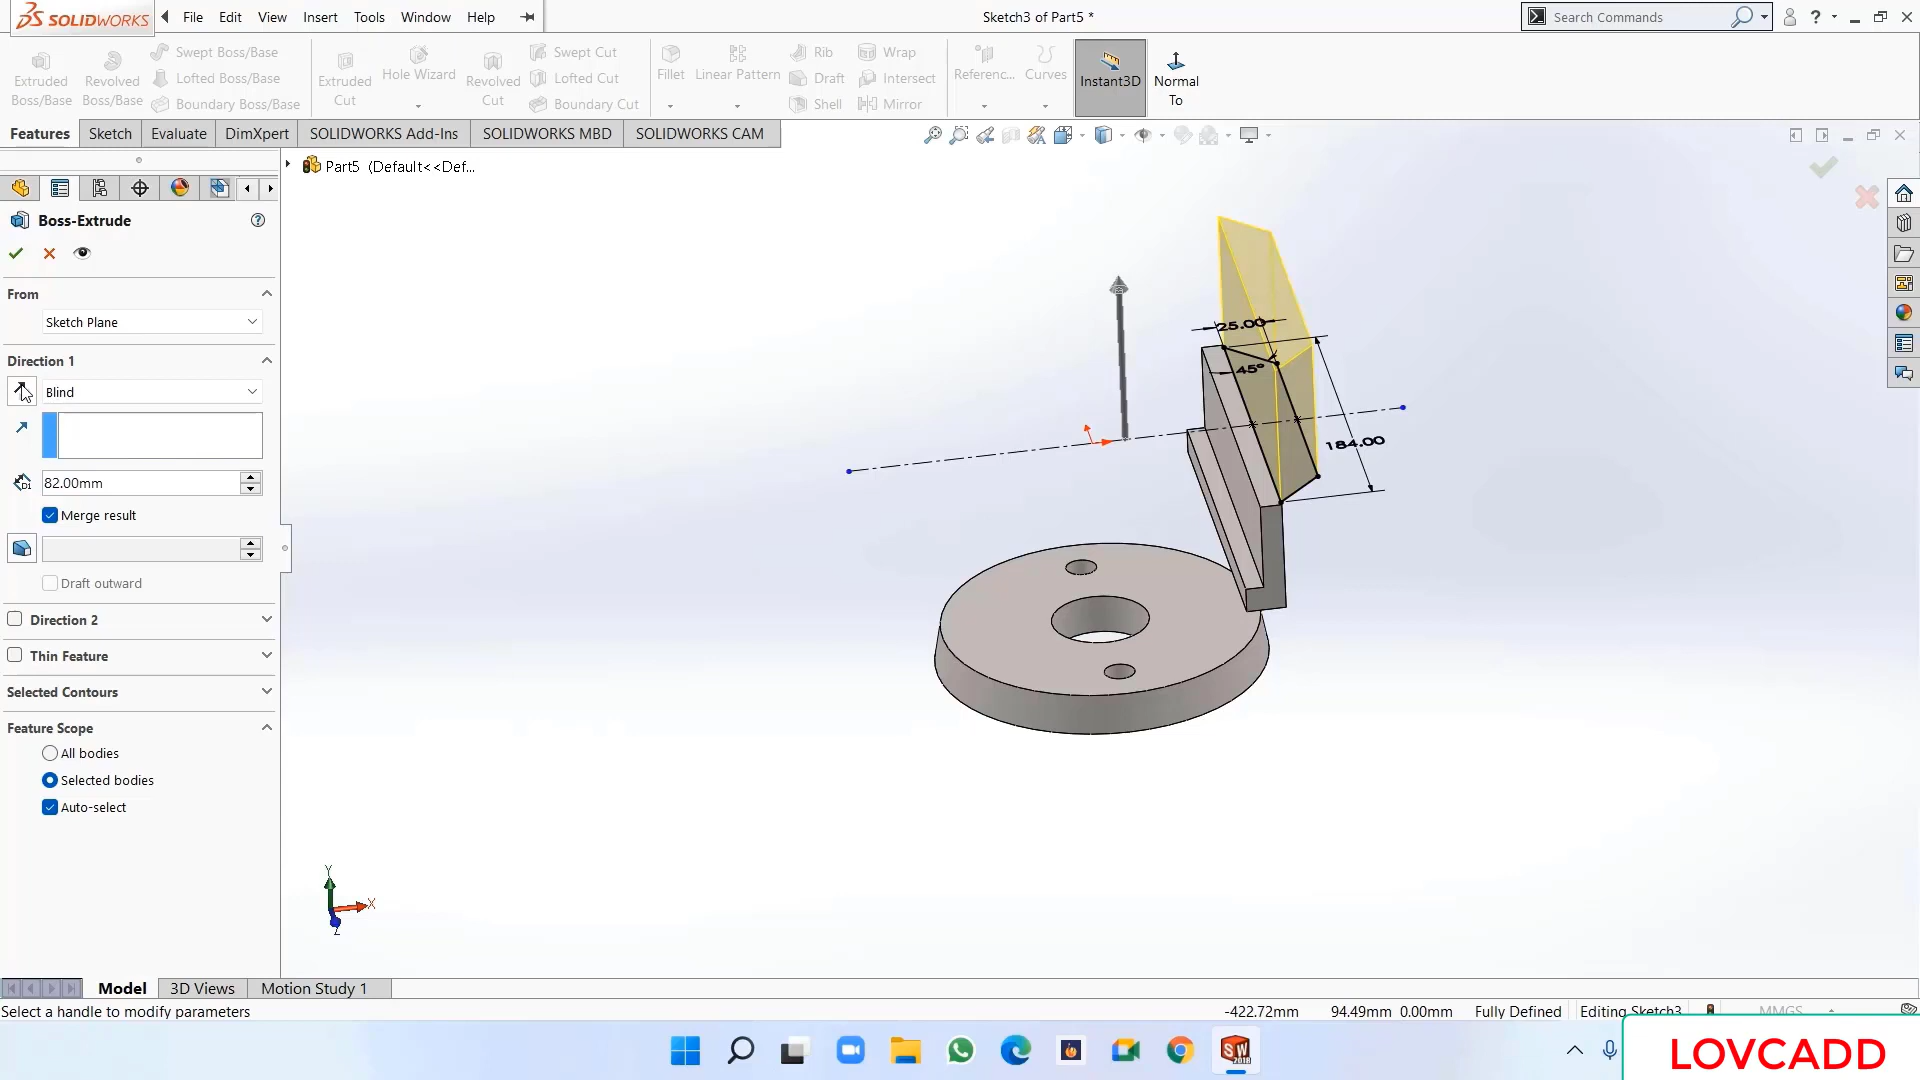 SOLIDWORKS
File Edit View Insert Tools Window Help
Sketch3 of Part5 *
Search Commands
Extruded Boss/Base
Revolved Boss/Base
Swept Boss/Base
Lofted Boss/Base
Boundary Boss/Base
Extruded Cut
Hole Wizard
Revolved Cut
Swept Cut
Lofted Cut
Boundary Cut
Fillet
Linear Pattern
Rib
Draft
Shell
Wrap
Intersect
Mirror
Referenc...
Curves
Instant3D
Normal To
Features Sketch Evaluate DimXpert SOLIDWORKS Add-Ins SOLIDWORKS MBD SOLIDWORKS CAM
Part5 (Default<<Def...
Boss-Extrude
From
Sketch Plane
Direction 1
Blind
82.00mm
Merge result
Draft outward
Direction 2
Thin Feature
Selected Contours
Feature Scope
All bodies
Selected bodies
Auto-select
25.00
45°
184.00
Y
X
Z
Model 3D Views Motion Study 1
Select a handle to modify parameters
-422.72mm 94.49mm 0.00mm Fully Defined Editing Sketch3 MMGS
SW
2018
LOVCADD